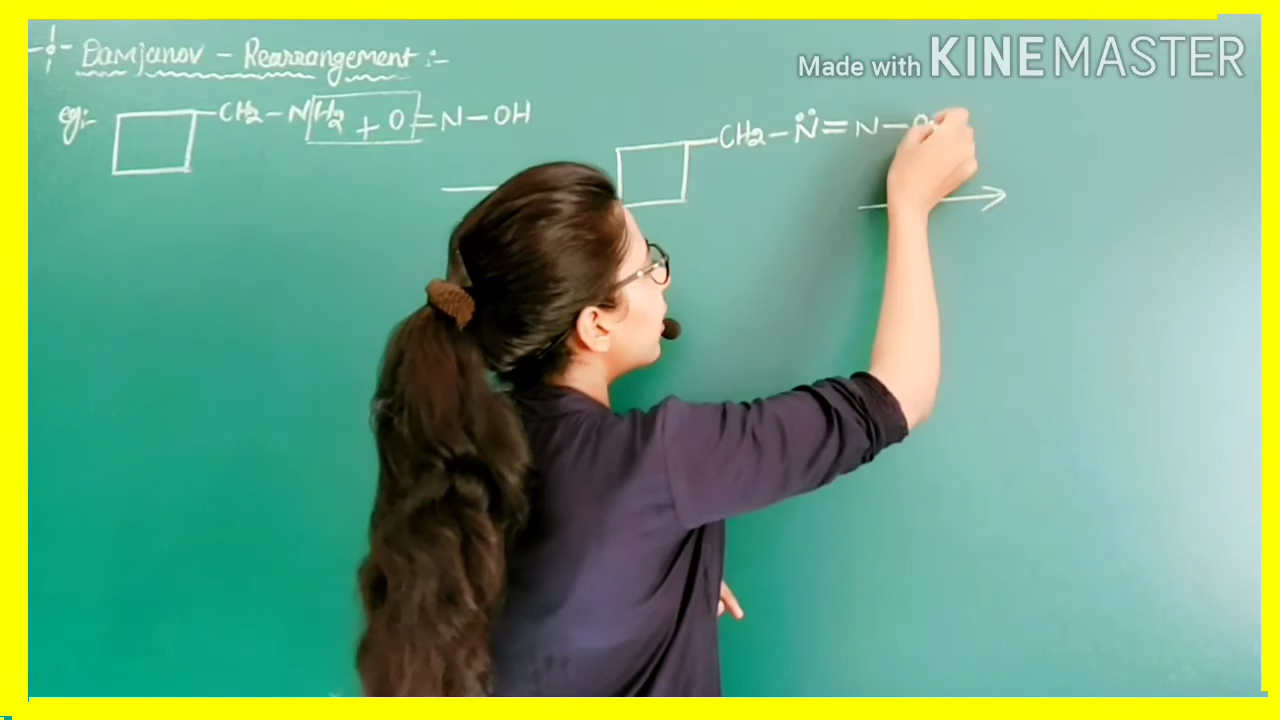 Damjanov - Rearrangement :-
Made with KINEMASTER
eg:- CH2-NH2 + O=N-OH
CH2-N=N-O